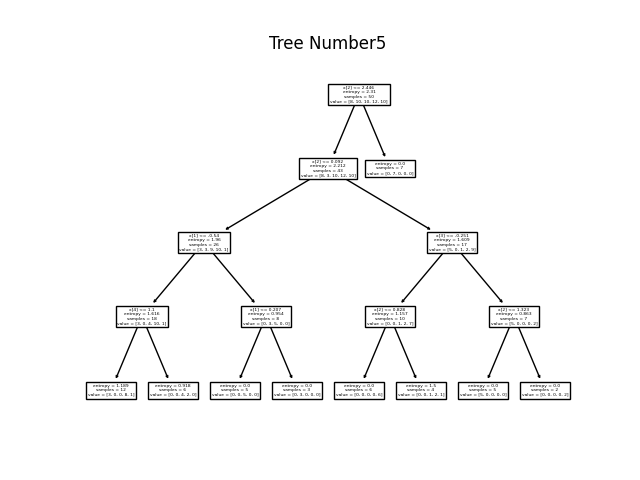 Tree Number5
x[2] <= 2.446
entropy = 2.31
samples = 50
value = [8, 10, 10, 12, 10]
x[2] <= 0.092
entropy = 2.212
samples = 43
value = [8, 3, 10, 12, 10]
entropy = 0.0
samples = 7
value = [0, 7, 0, 0, 0]
x[1] <= -0.54
entropy = 1.96
samples = 26
value = [3, 3, 9, 10, 1]
x[3] <= -0.251
entropy = 1.609
samples = 17
value = [5, 0, 1, 2, 9]
<= 1.1
entropy = 1.616
samples = 18
value = [3, 0, 4, 10, 1]
x[1] <= 0.207
entropy = 0.954
samples = 8
value = [0, 3, 5, 0, 0]
x[2] <= 0.828
entropy = 1.157
samples = 10
value = [0, 0, 1, 2, 7]
x[2] <= 1.123
entropy = 0.863
samples = 7
value = [5, 0, 0, 0, 2]
entropy = 1.189
samples = 12
value = [3, 0, 0, 8, 1]
entropy = 0.918
samples = 6
value = [0, 0, 4, 2, 0]
entropy = 0.0
samples = 5
value = [0, 0, 5, 0, 0]
entropy = 0.0
samples = 3
value = [0, 3, 0, 0, 0]
entropy = 0.0
samples = 6
value = [0, 0, 0, 0, 6]
entropy = 1.5
samples = 4
value = [0, 0, 1, 2, 1]
entropy = 0.0
samples = 5
value = [5, 0, 0, 0, 0]
entropy = 0.0
samples = 2
value = [0, 0, 0, 0, 2]